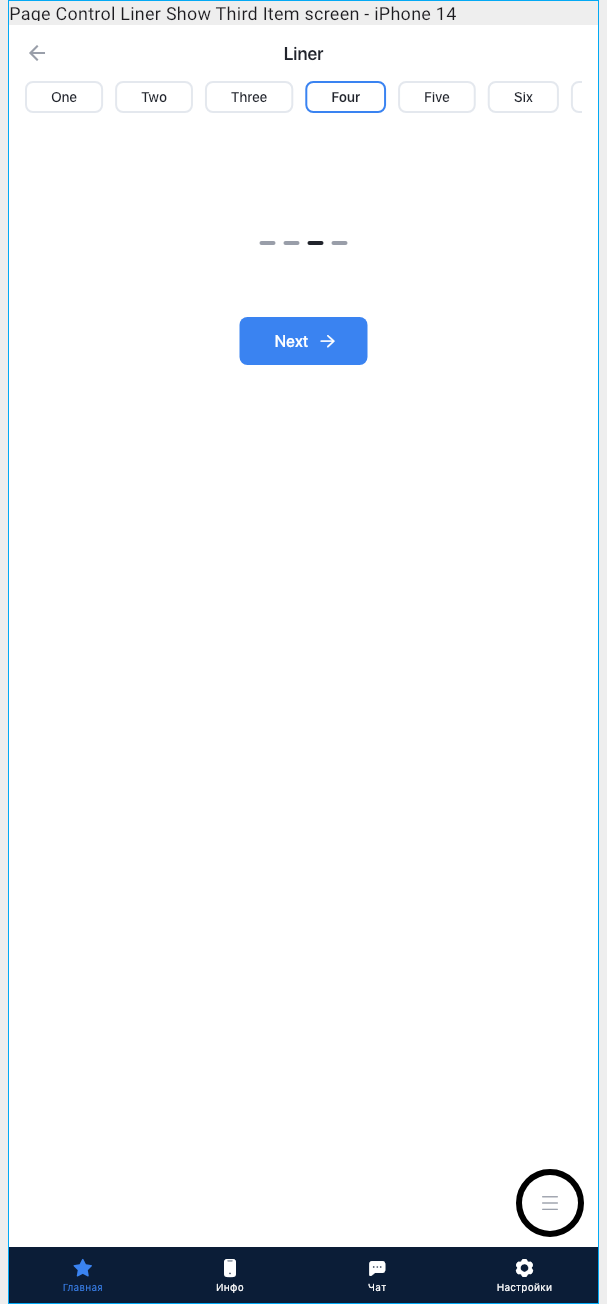 Page Control Liner Show Third Item screen - iPhone 14
Liner
One Two Three Four Five Six
Next
Главная Инфо Чат Настройки